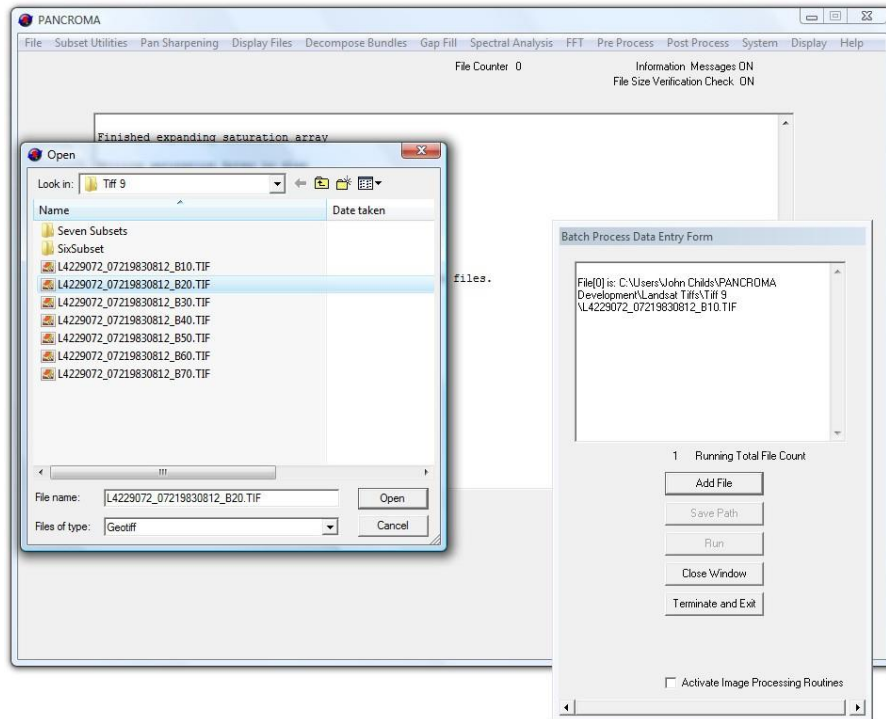 PANCROMA
File Subset Utilities Pan Sharpening Display Files Decompose Bundles Gap Fill Spectral Analysis FFT Pre Process Post Process System Display Help
File Counter 0
Information Messages ON
File Size Verification Check ON
Finished expanding saturation array
files.
Open
Look in: Tiff 9
Name Date taken
Seven Subsets
SixSubset
L4229072_07219830812_B10.TIF
L4229072_07219830812_B20.TIF
L4229072_07219830812_B30.TIF
L4229072_07219830812_B40.TIF
L4229072_07219830812_B50.TIF
L4229072_07219830812_B60.TIF
L4229072_07219830812_B70.TIF
File name: L4229072_07219830812_B20.TIF Open
Files of type: Geotiff Cancel
Batch Process Data Entry Form
File[0] is: C:\Users\John Childs\PANCROMA
Development\Landsat Tiffs\Tiff 9
\L4229072_07219830812_B10.TIF
1 Running Total File Count
Add File
Save Path
Run
Close Window
Terminate and Exit
Activate Image Processing Routines